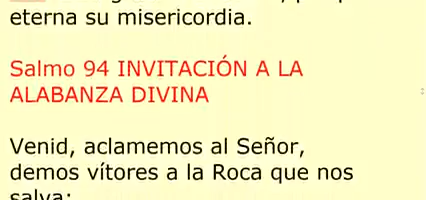 eterna su misericordia.
Salmo 94 INVITACIÓN A LA
ALABANZA DIVINA
Venid, aclamemos al Señor,
demos vítores a la Roca que nos
salva: